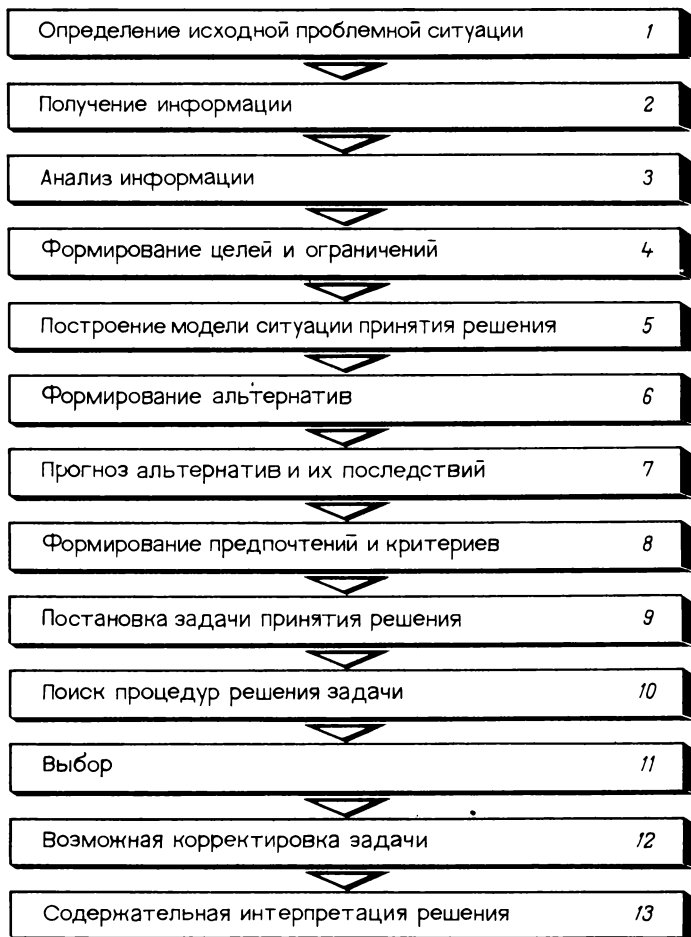 Определение исходной проблемной ситуации 1
Получение информации 2
Анализ информации 3
Формирование целей и ограничений 4
Построение модели ситуации принятия решения 5
Формирование альтернатив 6
Прогноз альтернатив и их последствий 7
Формирование предпочтений и критериев 8
Постановка задачи принятия решения 9
Поиск процедур решения задачи 10
Выбор 11
Возможная корректировка задачи 12
Содержательная интерпретация решения 13